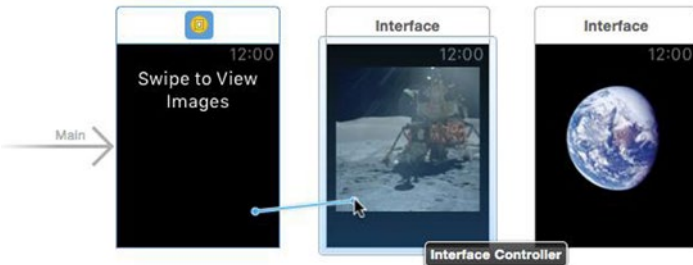 Interface
Interface
12:00
12:00
12:00
Swipe to View
Images
Main
Interface Controller